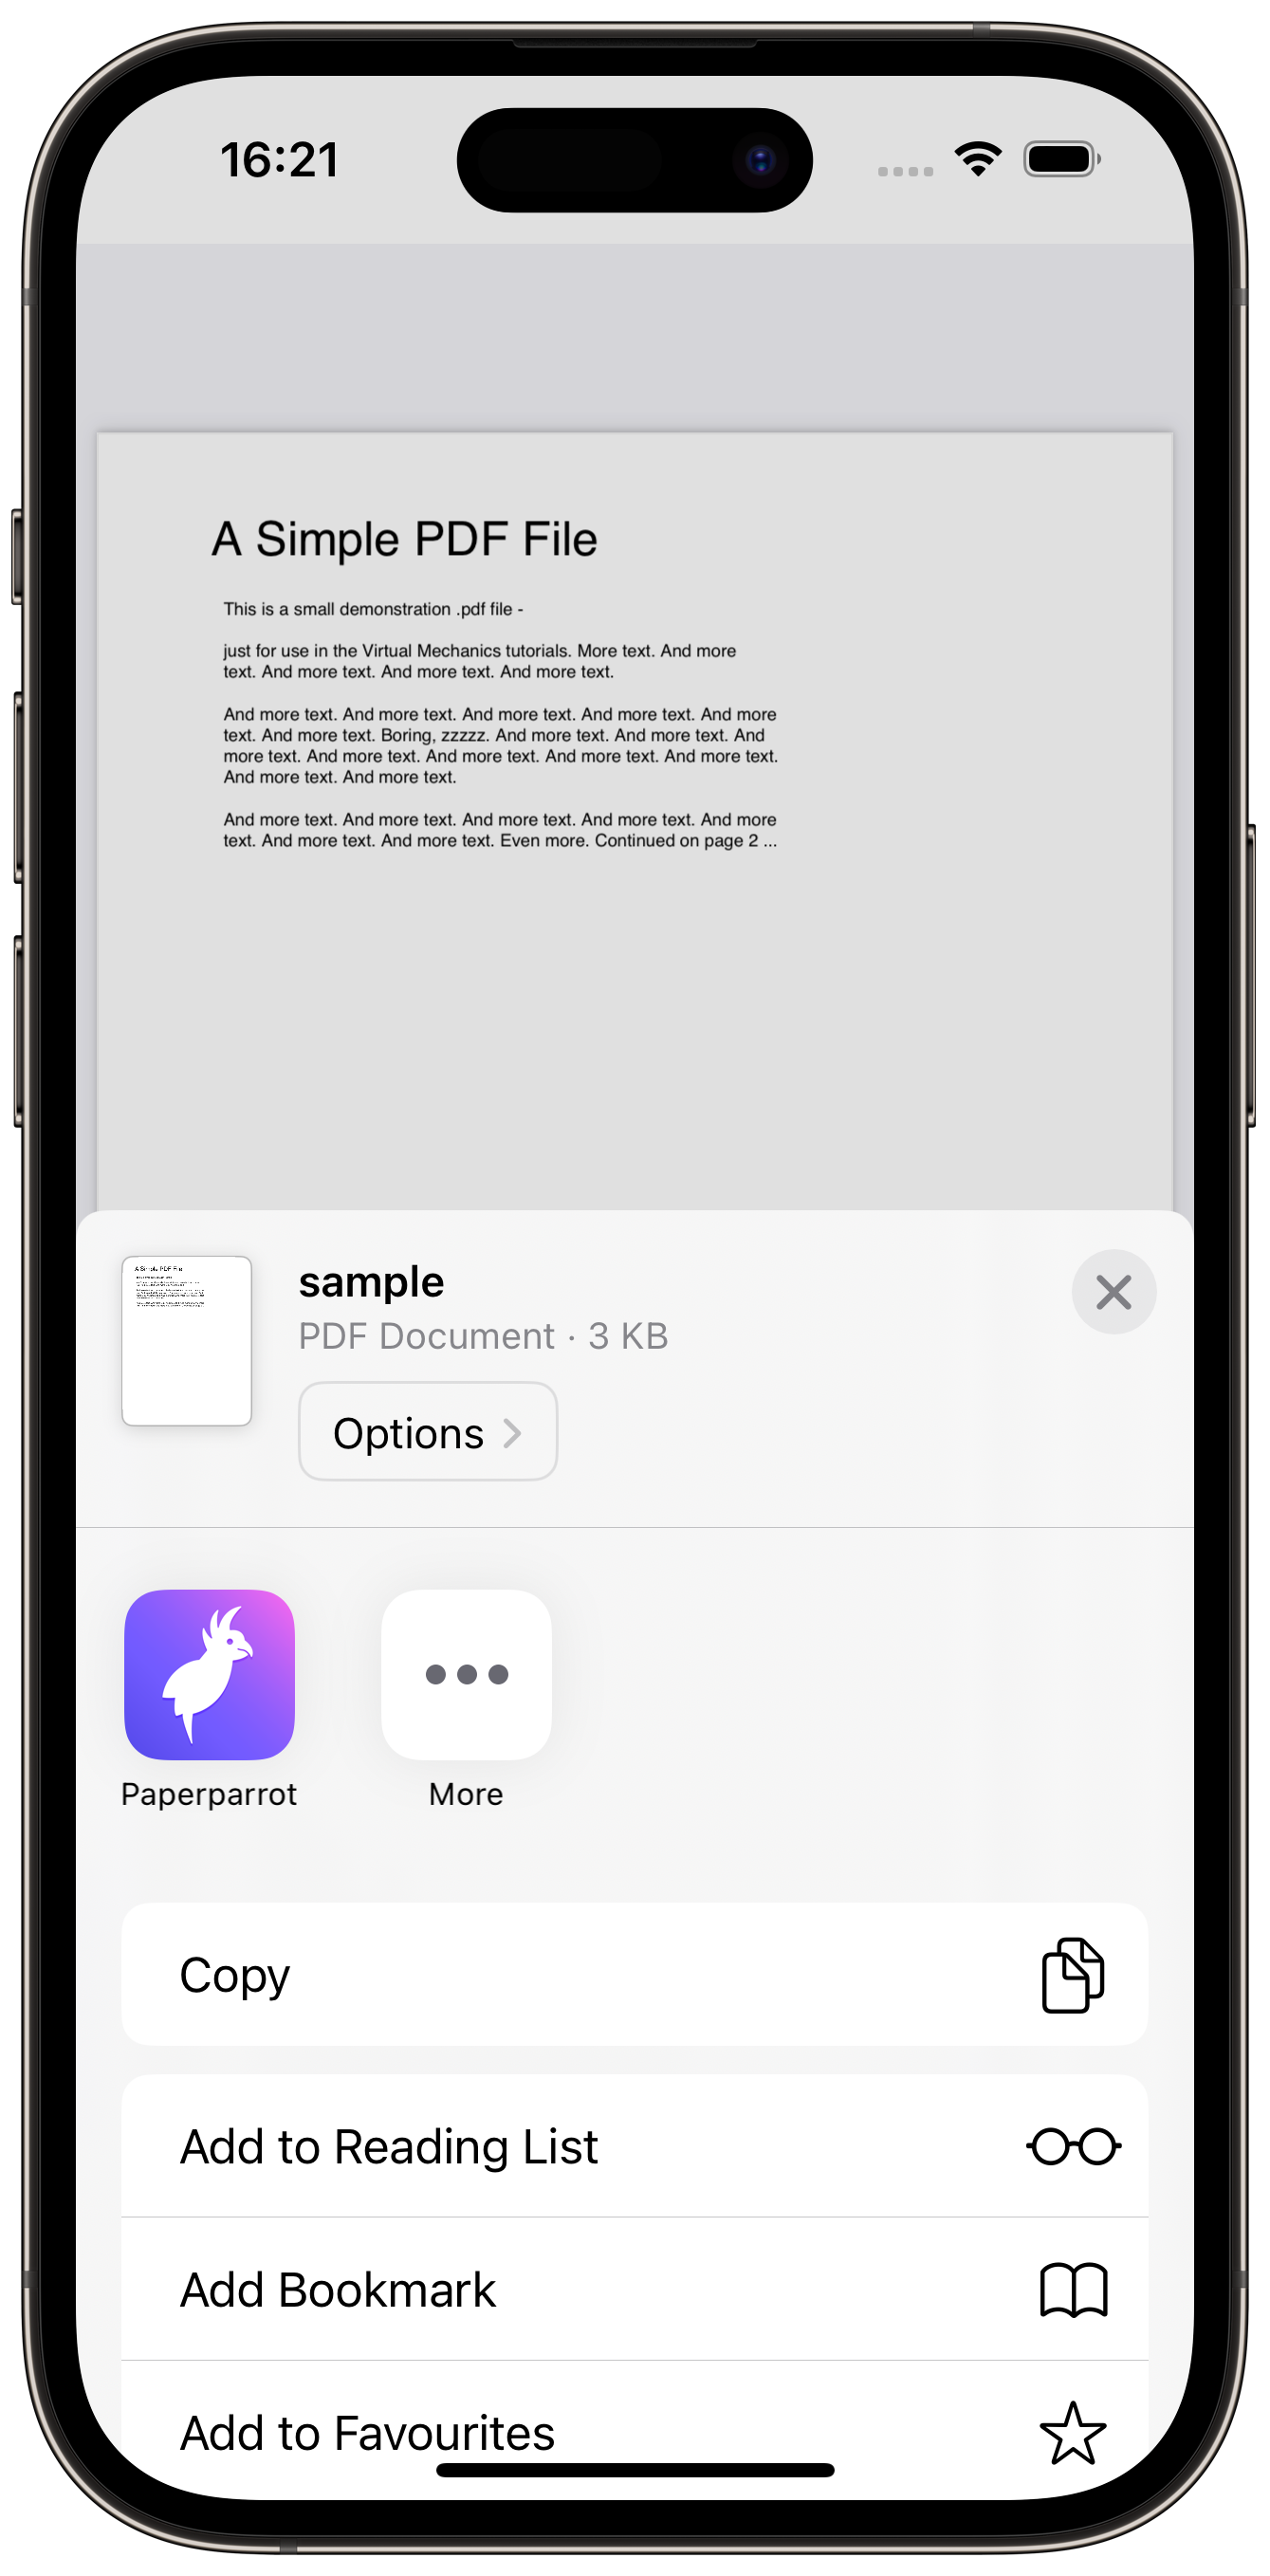 16:21
A Simple PDF File
This is a small demonstration .pdf file -
just for use in the Virtual Mechanics tutorials. More text. And more
text. And more text. And more text. And more text.
And more text. And more text. And more text. And more text. And more
text. And more text. Boring, zzzzz. And more text. And more text. And
more text. And more text. And more text. And more text. And more text.
And more text. And more text.
And more text. And more text. And more text. And more text. And more
text. And more text. And more text. Even more. Continued on page 2 ...
A Simple PDF File
sample
PDF Document · 3 KB
Options
Paperparrot
More
Copy
Add to Reading List
Add Bookmark
Add to Favourites